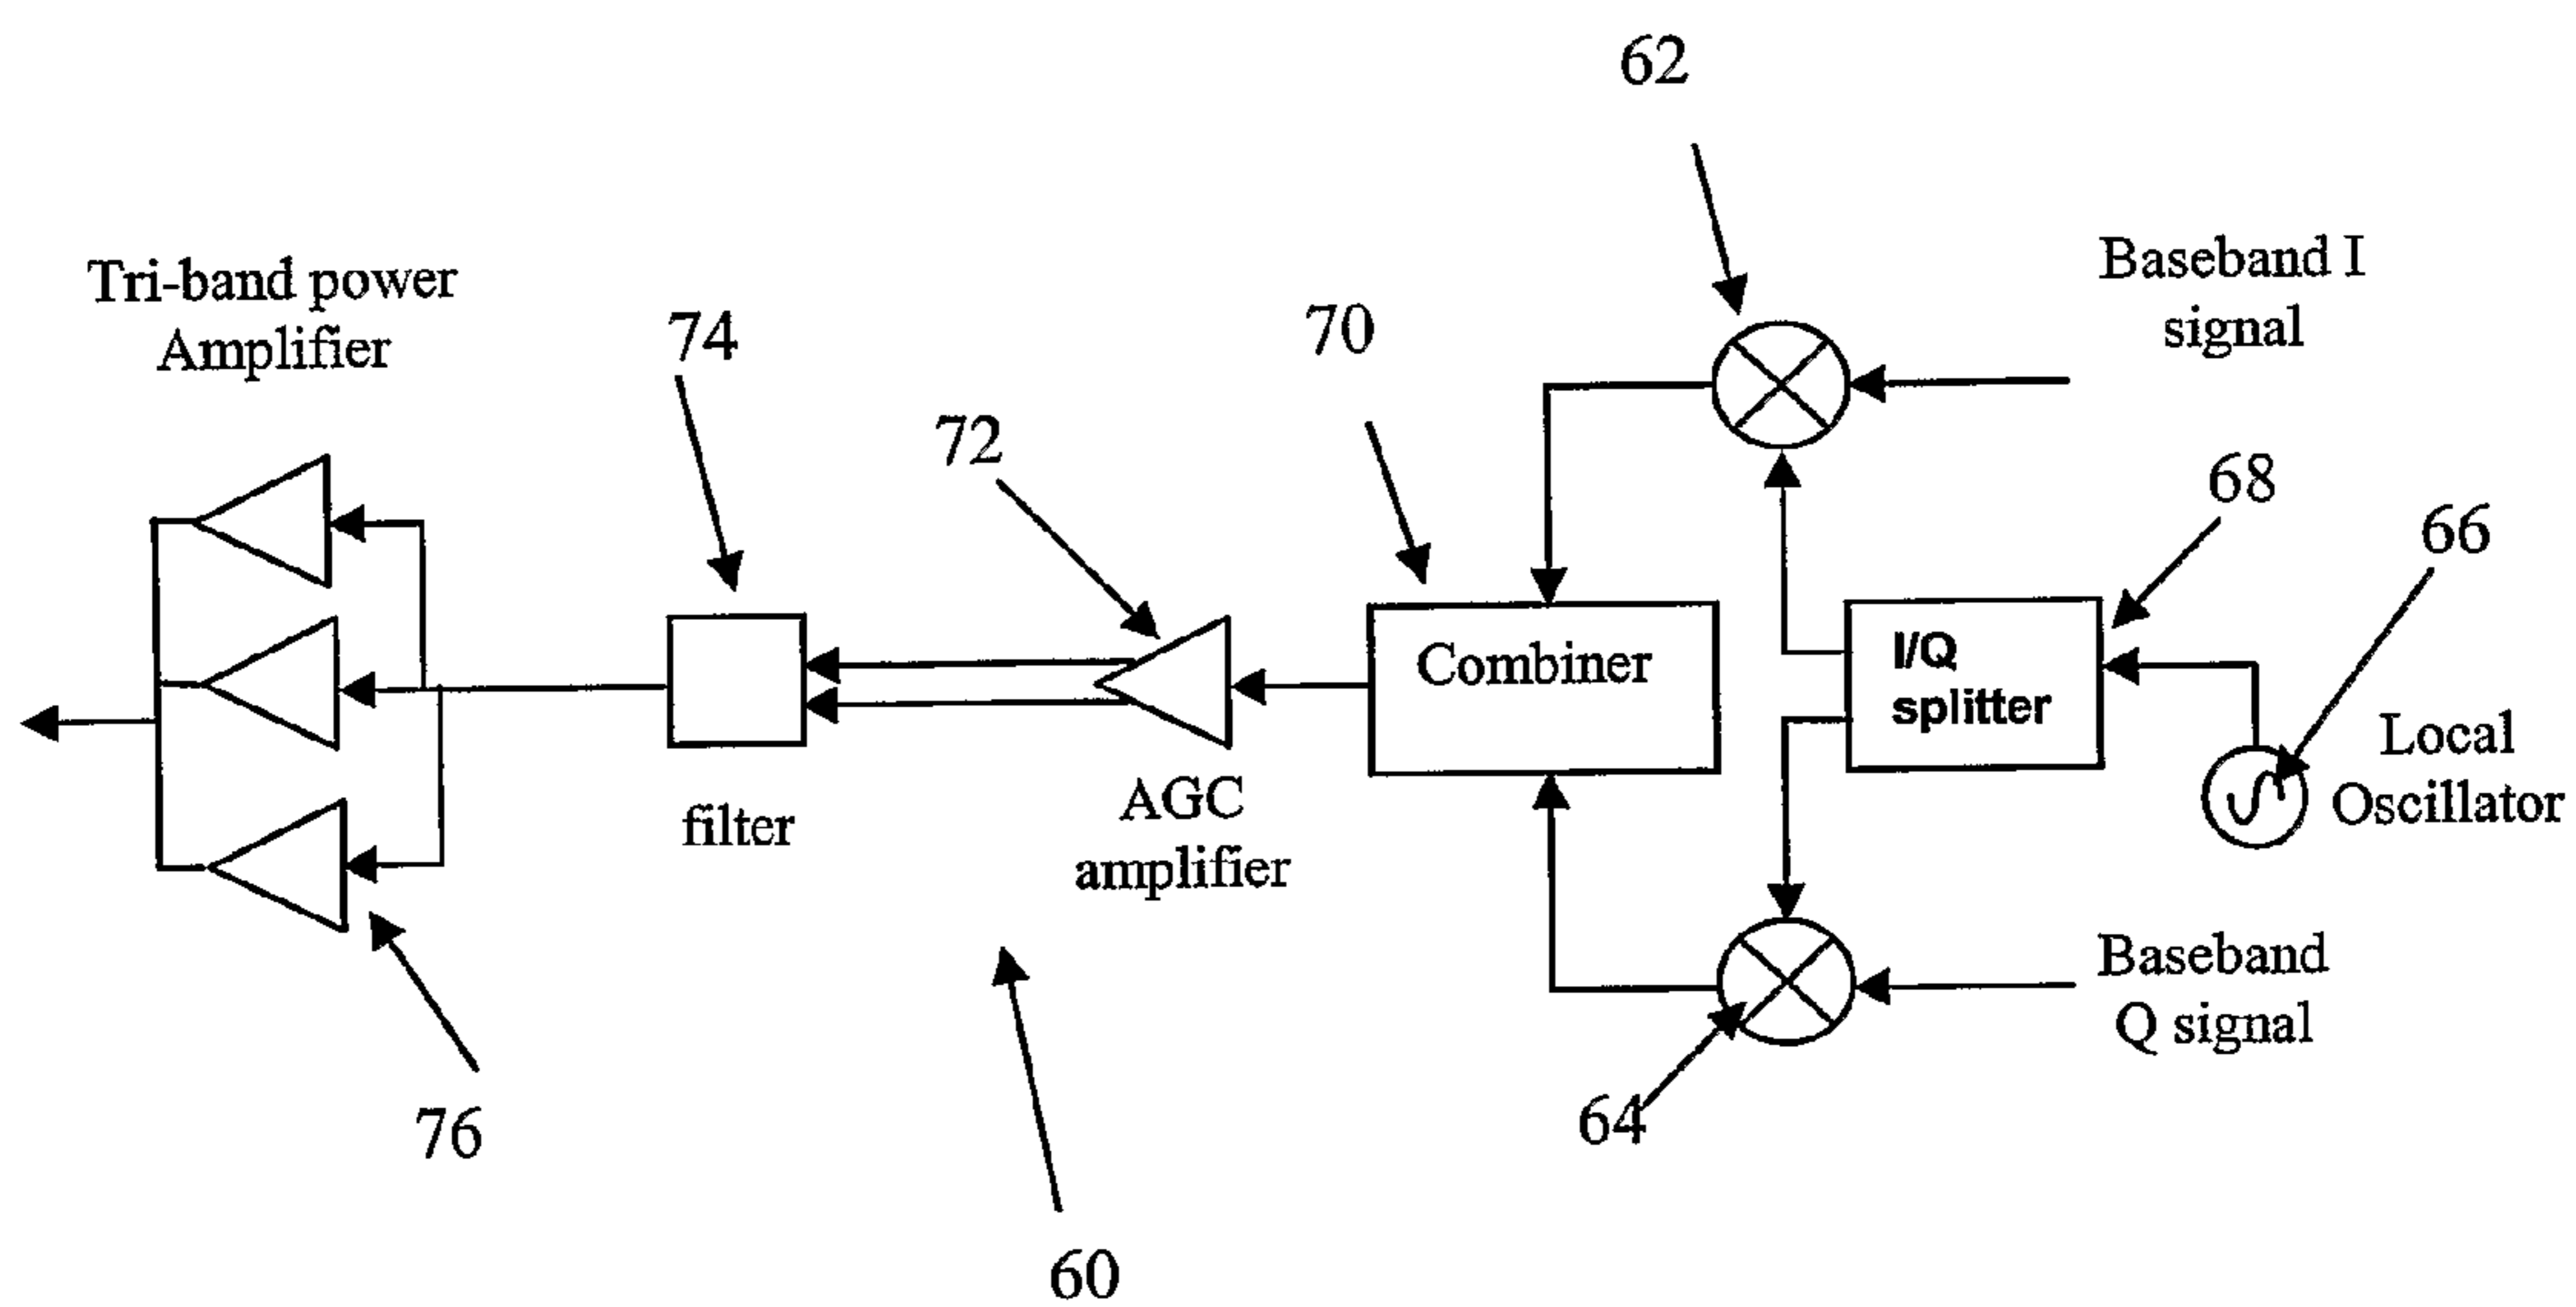 62
Baseband I
signal
Tri-band power
Amplifier
74
70
72
68
66
Combiner
I/Q
splitter
Local
Oscillator
filter
AGC
amplifier
Baseband
Q signal
76
64
60